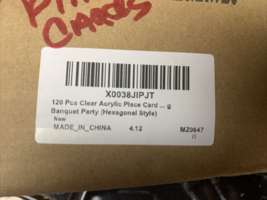 CARDS
X0038JIPJT
120 Pcs Clear Acrylic Place Card ... g
Banquet Party (Hexagonal Style)
New
MADE_IN_CHINA 4.12 MZ0647